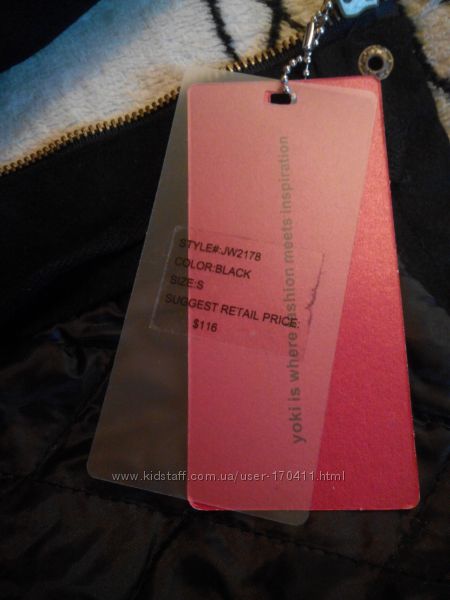 STYLE#:JW2178
COLOR:BLACK
SIZE:S
SUGGEST RETAIL PRICE:
$116
yoki is where fashion meets inspiration
www.kidstaff.com.ua/user-170411.html